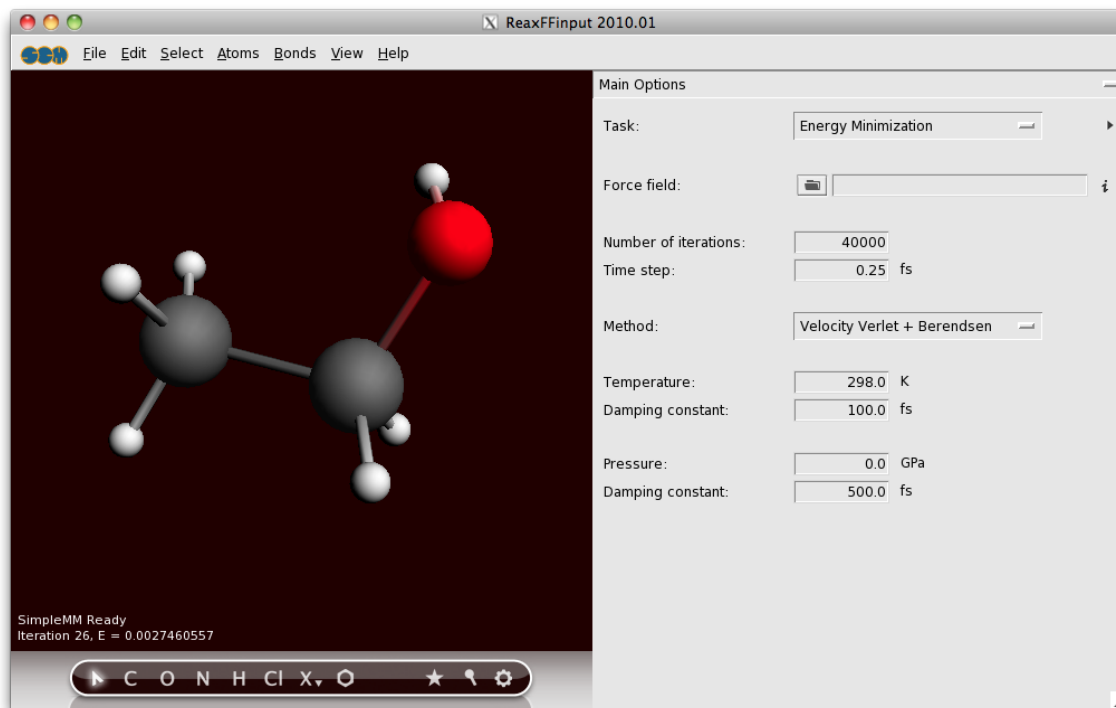 X ReaxFFinput 2010.01
SCM File Edit Select Atoms Bonds View Help
Main Options
Task: Energy Minimization
Force field: i
Number of iterations: 40000
Time step: 0.25 fs
Method: Velocity Verlet + Berendsen
Temperature: 298.0 K
Damping constant: 100.0 fs
Pressure: 0.0 GPa
Damping constant: 500.0 fs
SimpleMM Ready
Iteration 26, E = 0.0027460557
C O N H Cl X